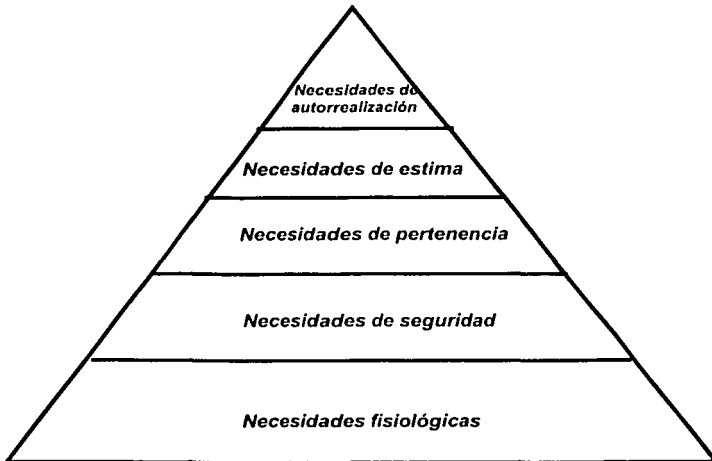 Necesidades de
autorrealización
Necesidades de estima
Necesidades de pertenencia
Necesidades de seguridad
Necesidades fisiológicas